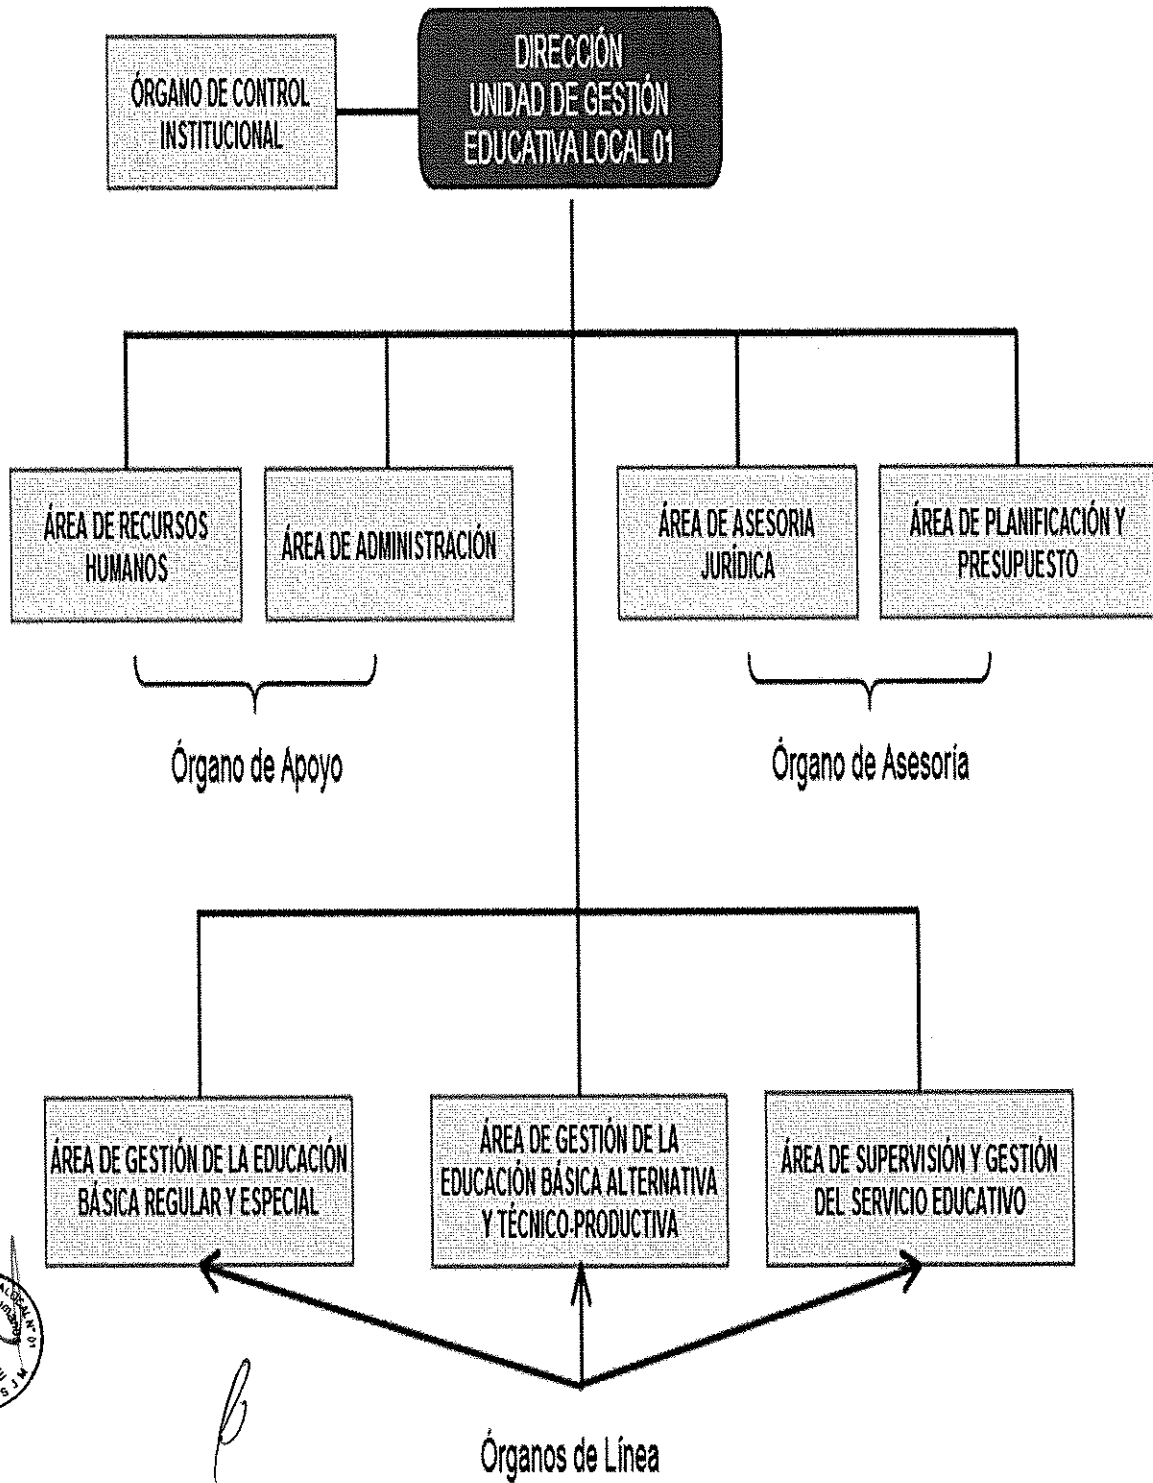 ÓRGANO DE CONTROL
INSTITUCIONAL
DIRECCIÓN
UNIDAD DE GESTIÓN
EDUCATIVA LOCAL 01
ÁREA DE RECURSOS
HUMANOS
ÁREA DE ADMINISTRACIÓN
ÁREA DE ASESORIA
JURÍDICA
ÁREA DE PLANIFICACIÓN Y
PRESUPUESTO
Órgano de Apoyo
Órgano de Asesoría
ÁREA DE GESTIÓN DE LA EDUCACIÓN
BÁSICA REGULAR Y ESPECIAL
ÁREA DE GESTIÓN DE LA
EDUCACIÓN BÁSICA ALTERNATIVA
Y TÉCNICO-PRODUCTIVA
ÁREA DE SUPERVISIÓN Y GESTIÓN
DEL SERVICIO EDUCATIVO
Órganos de Línea